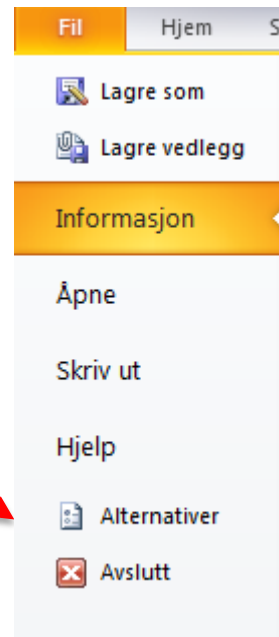 Fil Hjem S
Lagre som
Lagre vedlegg
Informasjon
Åpne
Skriv ut
Hjelp
Alternativer
Avslutt